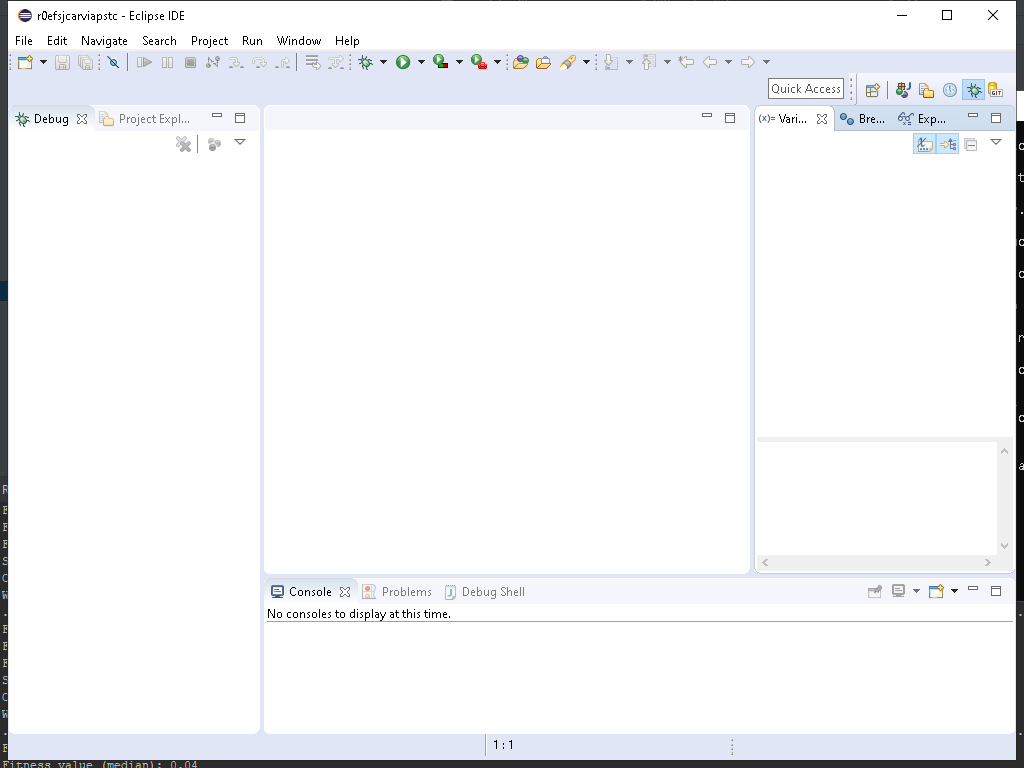 r0efsjcarviapstc - Eclipse IDE
File Edit Navigate Search Project Run Window Help
Quick Access
GIT
Debug Project Expl...
(x)= Vari... Bre... Exp...
Console Problems Debug Shell
No consoles to display at this time.
1 : 1
Fitness value (median): 0.04